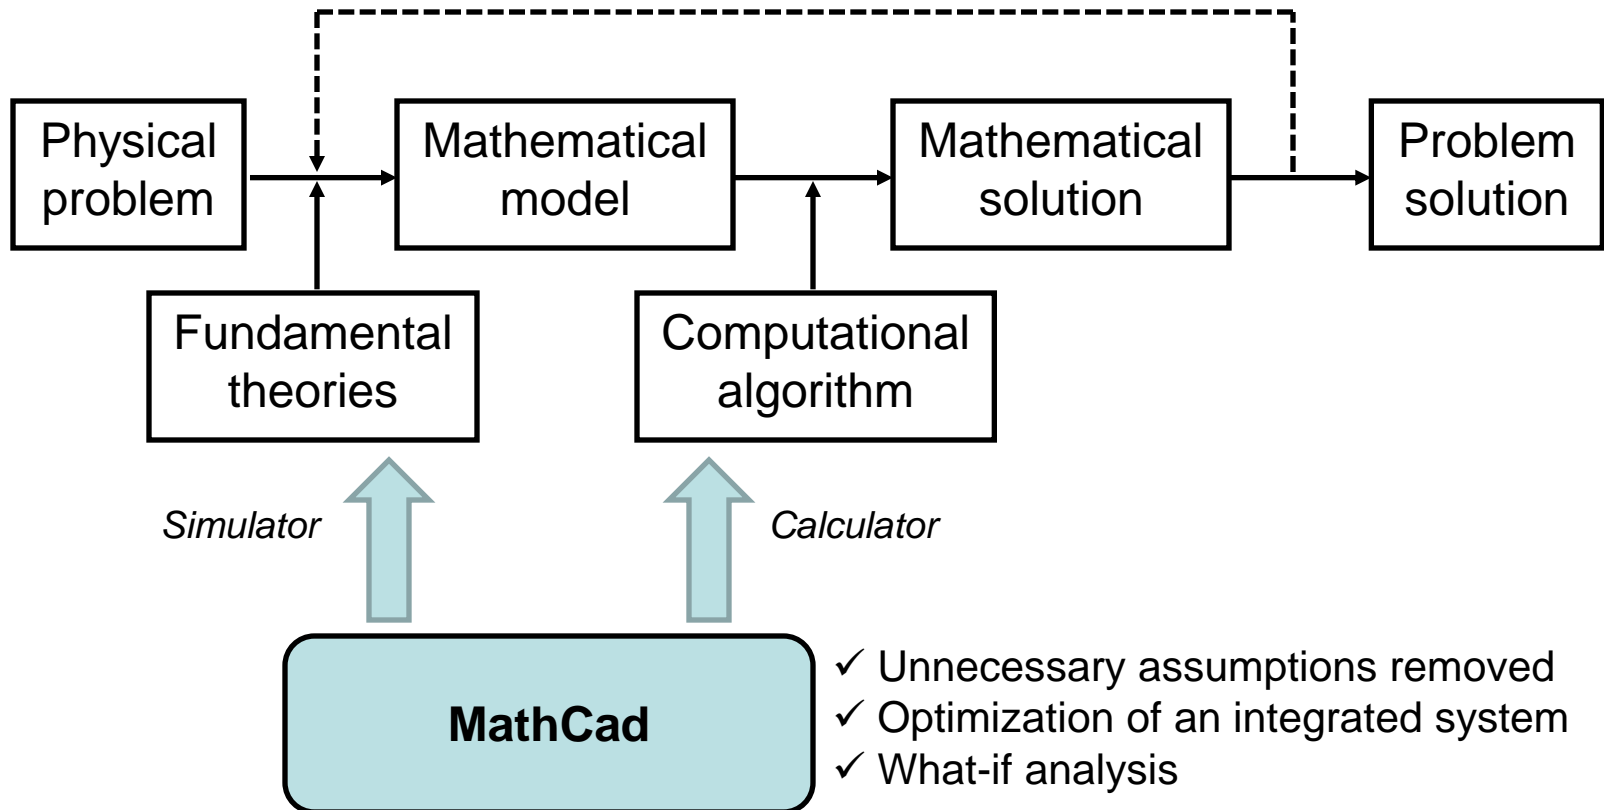 Physical
problem
Mathematical
model
Mathematical
solution
Problem
solution
Fundamental
theories
Computational
algorithm
Simulator
Calculator
MathCad
✓ Unnecessary assumptions removed
✓ Optimization of an integrated system
✓ What-if analysis